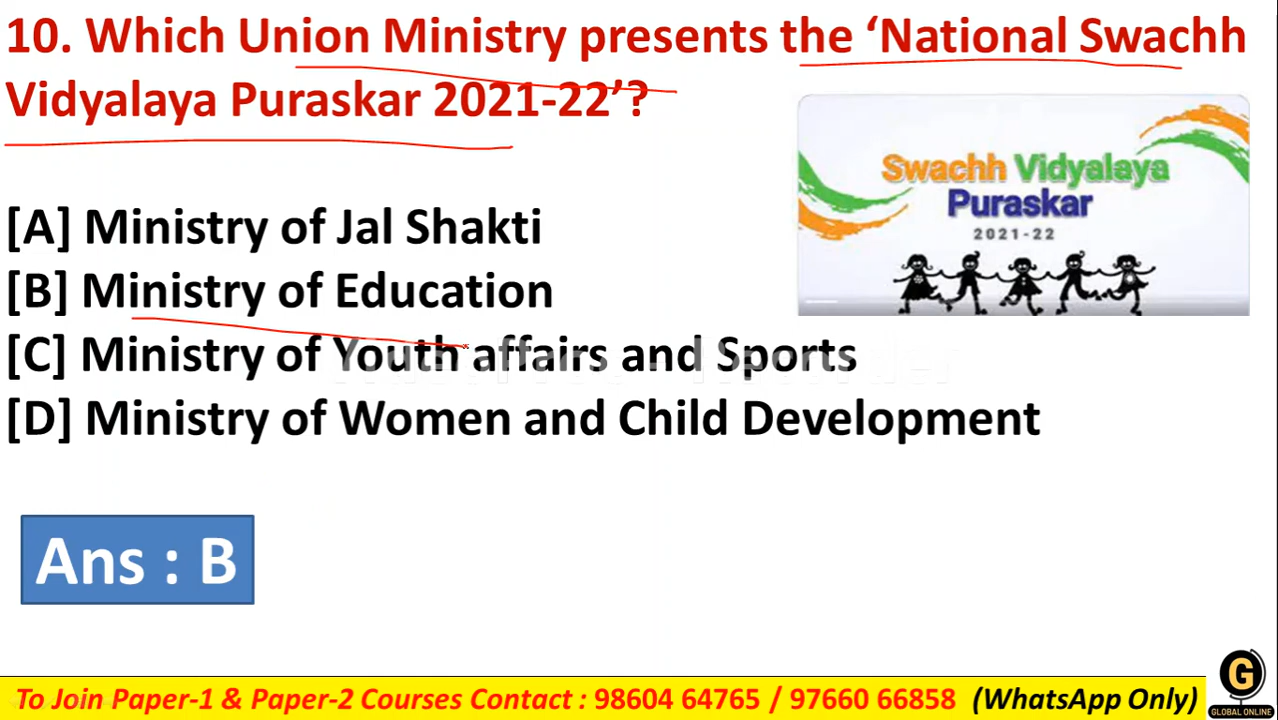 10. Which Union Ministry presents the ‘National Swachh
Vidyalaya Puraskar 2021-22’?
Swachh Vidyalaya
Puraskar
2021-22
[A] Ministry of Jal Shakti
[B] Ministry of Education
[C] Ministry of Youth affairs and Sports
[D] Ministry of Women and Child Development
Ans : B
To Join Paper-1 & Paper-2 Courses Contact : 98604 64765 / 97660 66858 (WhatsApp Only)
G
GLOBAL ONLINE